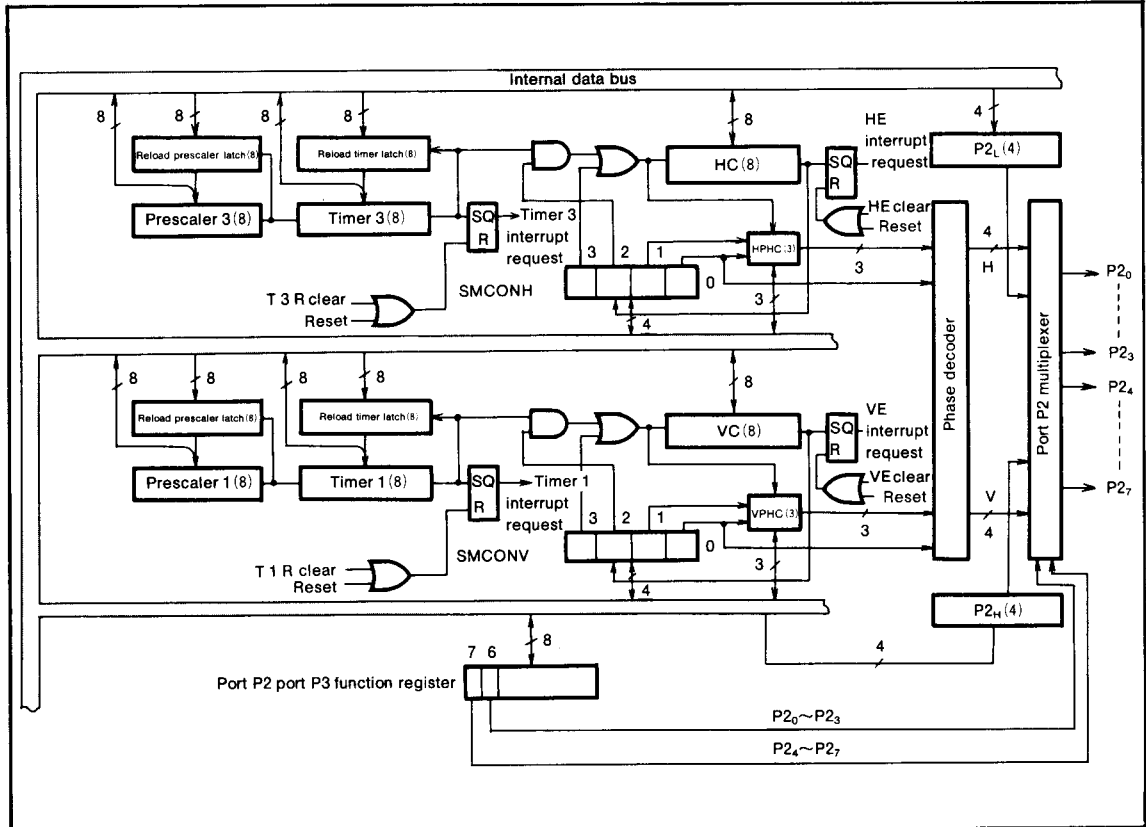 Internal data bus
8 8 8 8 8 4
HE
interrupt
request
Reload prescaler latch(8)
Reload timer latch(8)
HC(8)
SQ
R
P2L(4)
Prescaler 3(8)
Timer 3(8)
SQ
R
Timer 3
interrupt
request
HE clear
Reset
3 2 1 0
HPHC(3)
3
4
H
T 3 R clear
Reset
SMCONH
4
3
Phase decoder
Port P2 multiplexer
P20
P23
P24
P27
8 8 8 8 8
VE
interrupt
request
Reload prescaler latch(8)
Reload timer latch(8)
VC(8)
SQ
R
Prescaler 1(8)
Timer 1(8)
SQ
R
Timer 1
interrupt
request
VE clear
Reset
3 2 1 0
VPHC(3)
3
V
4
T 1 R clear
Reset
SMCONV
4
3
P2H(4)
8
4
7 6
Port P2 port P3 function register
P20~P23
P24~P27